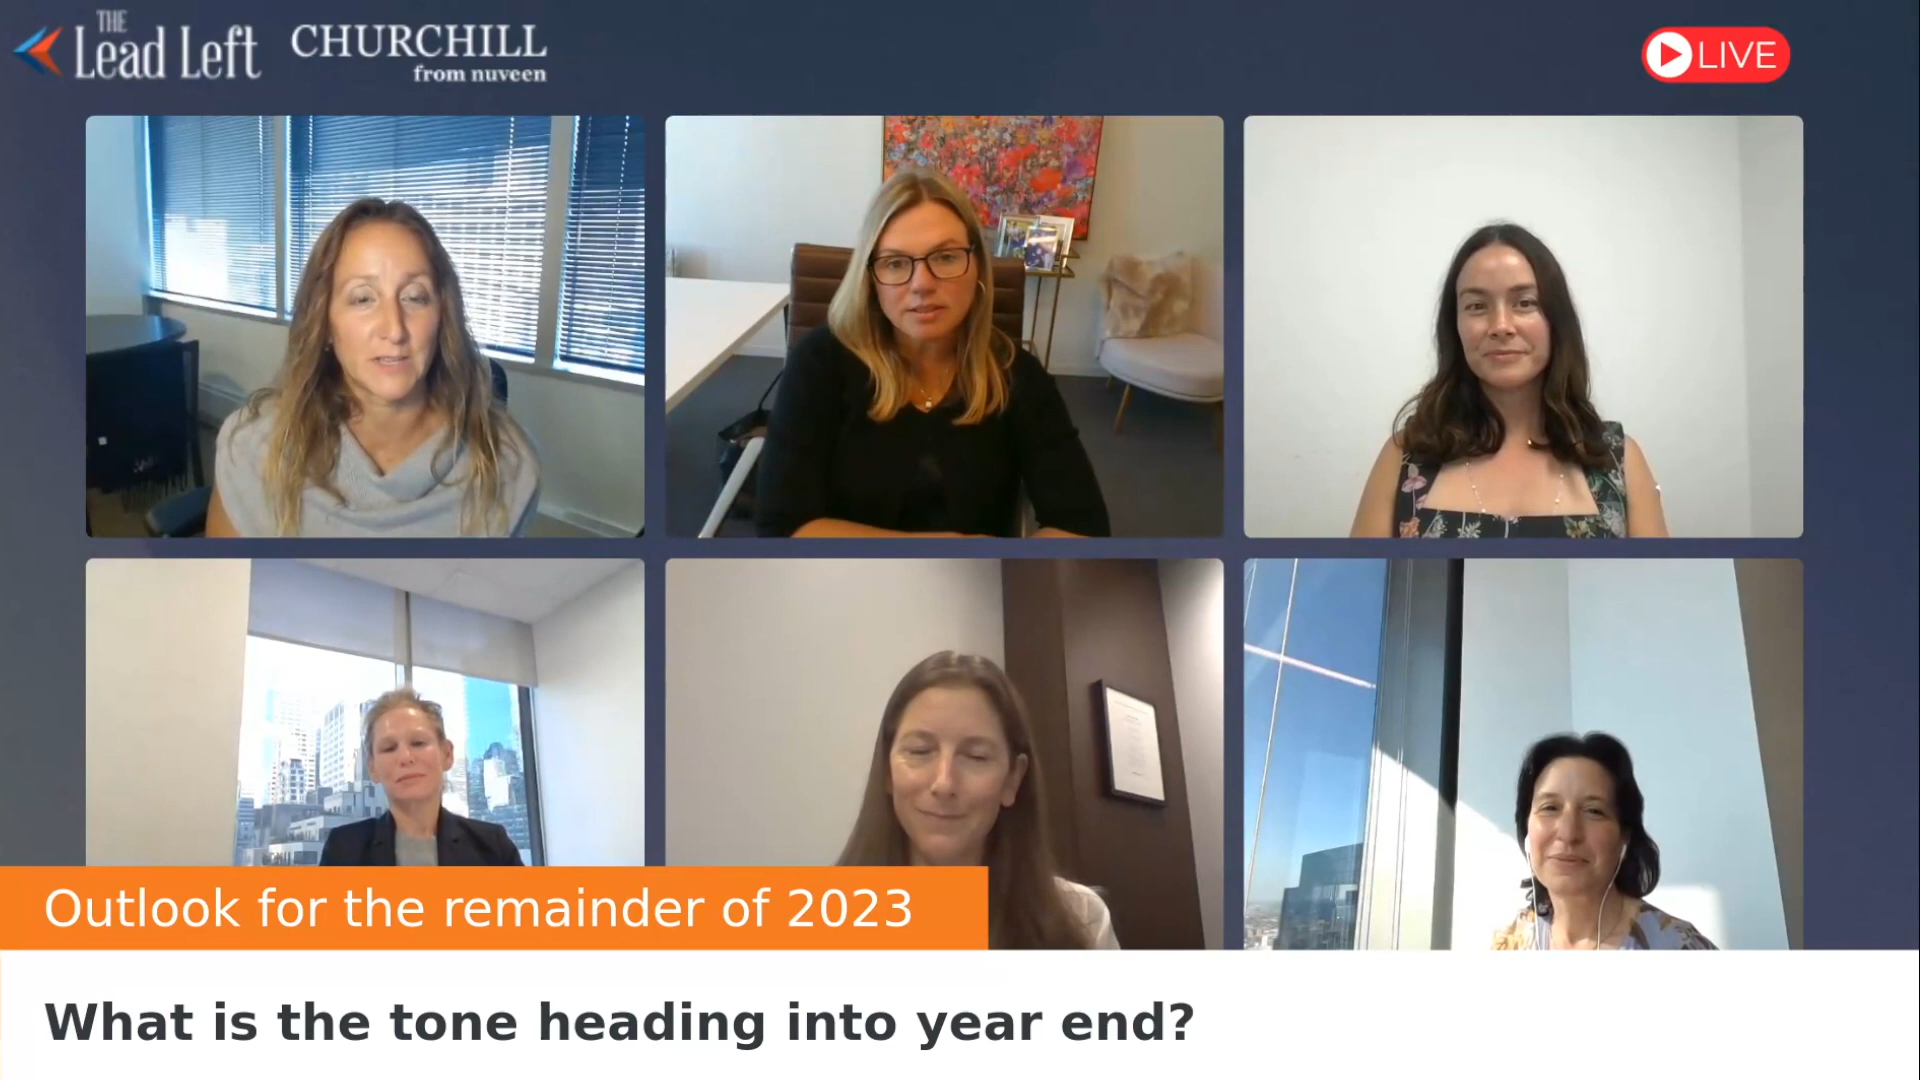 THE
Lead Left
CHURCHILL
from nuveen
LIVE
Outlook for the remainder of 2023
What is the tone heading into year end?